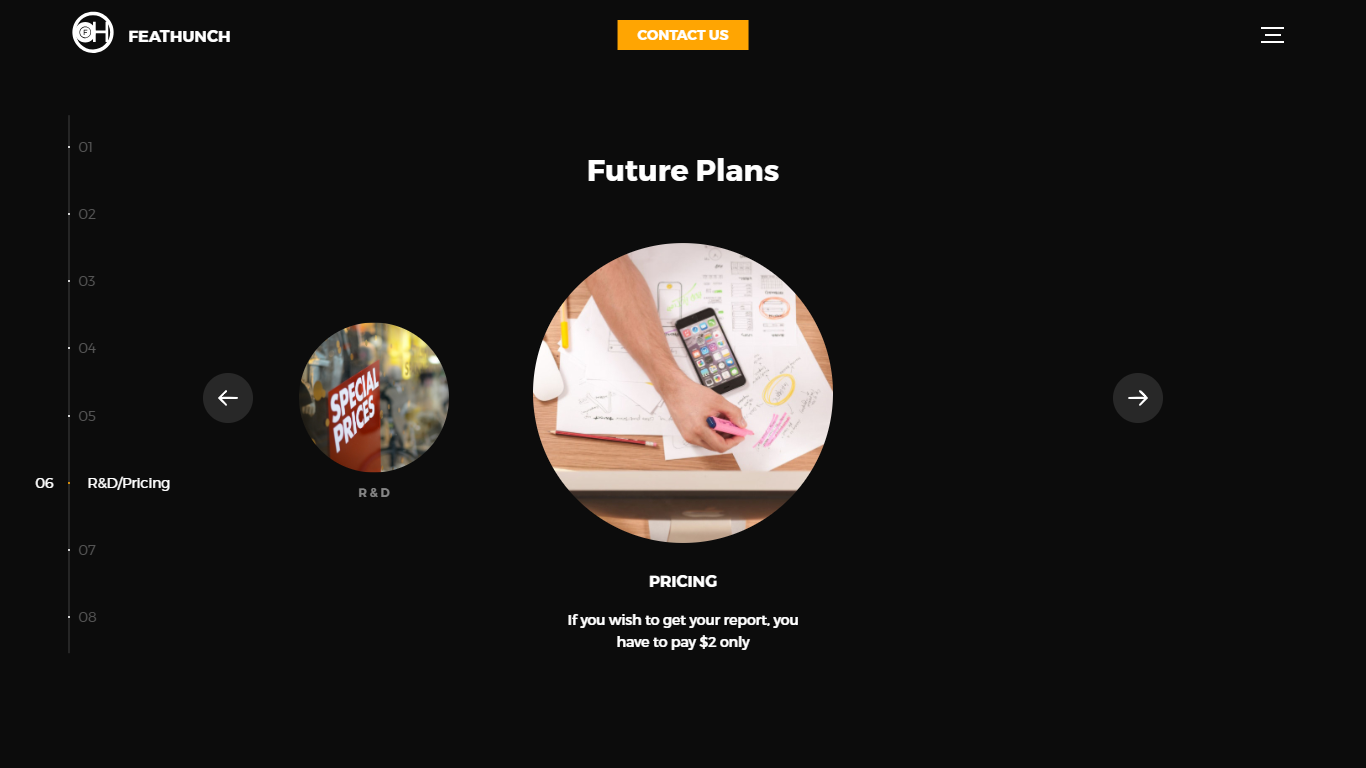 FEATHUNCH
CONTACT US
01
02
03
04
05
06 R&D/Pricing
07
08
Future Plans
SPECIAL
PRICES
R & D
PRICING
If you wish to get your report, you
have to pay $2 only